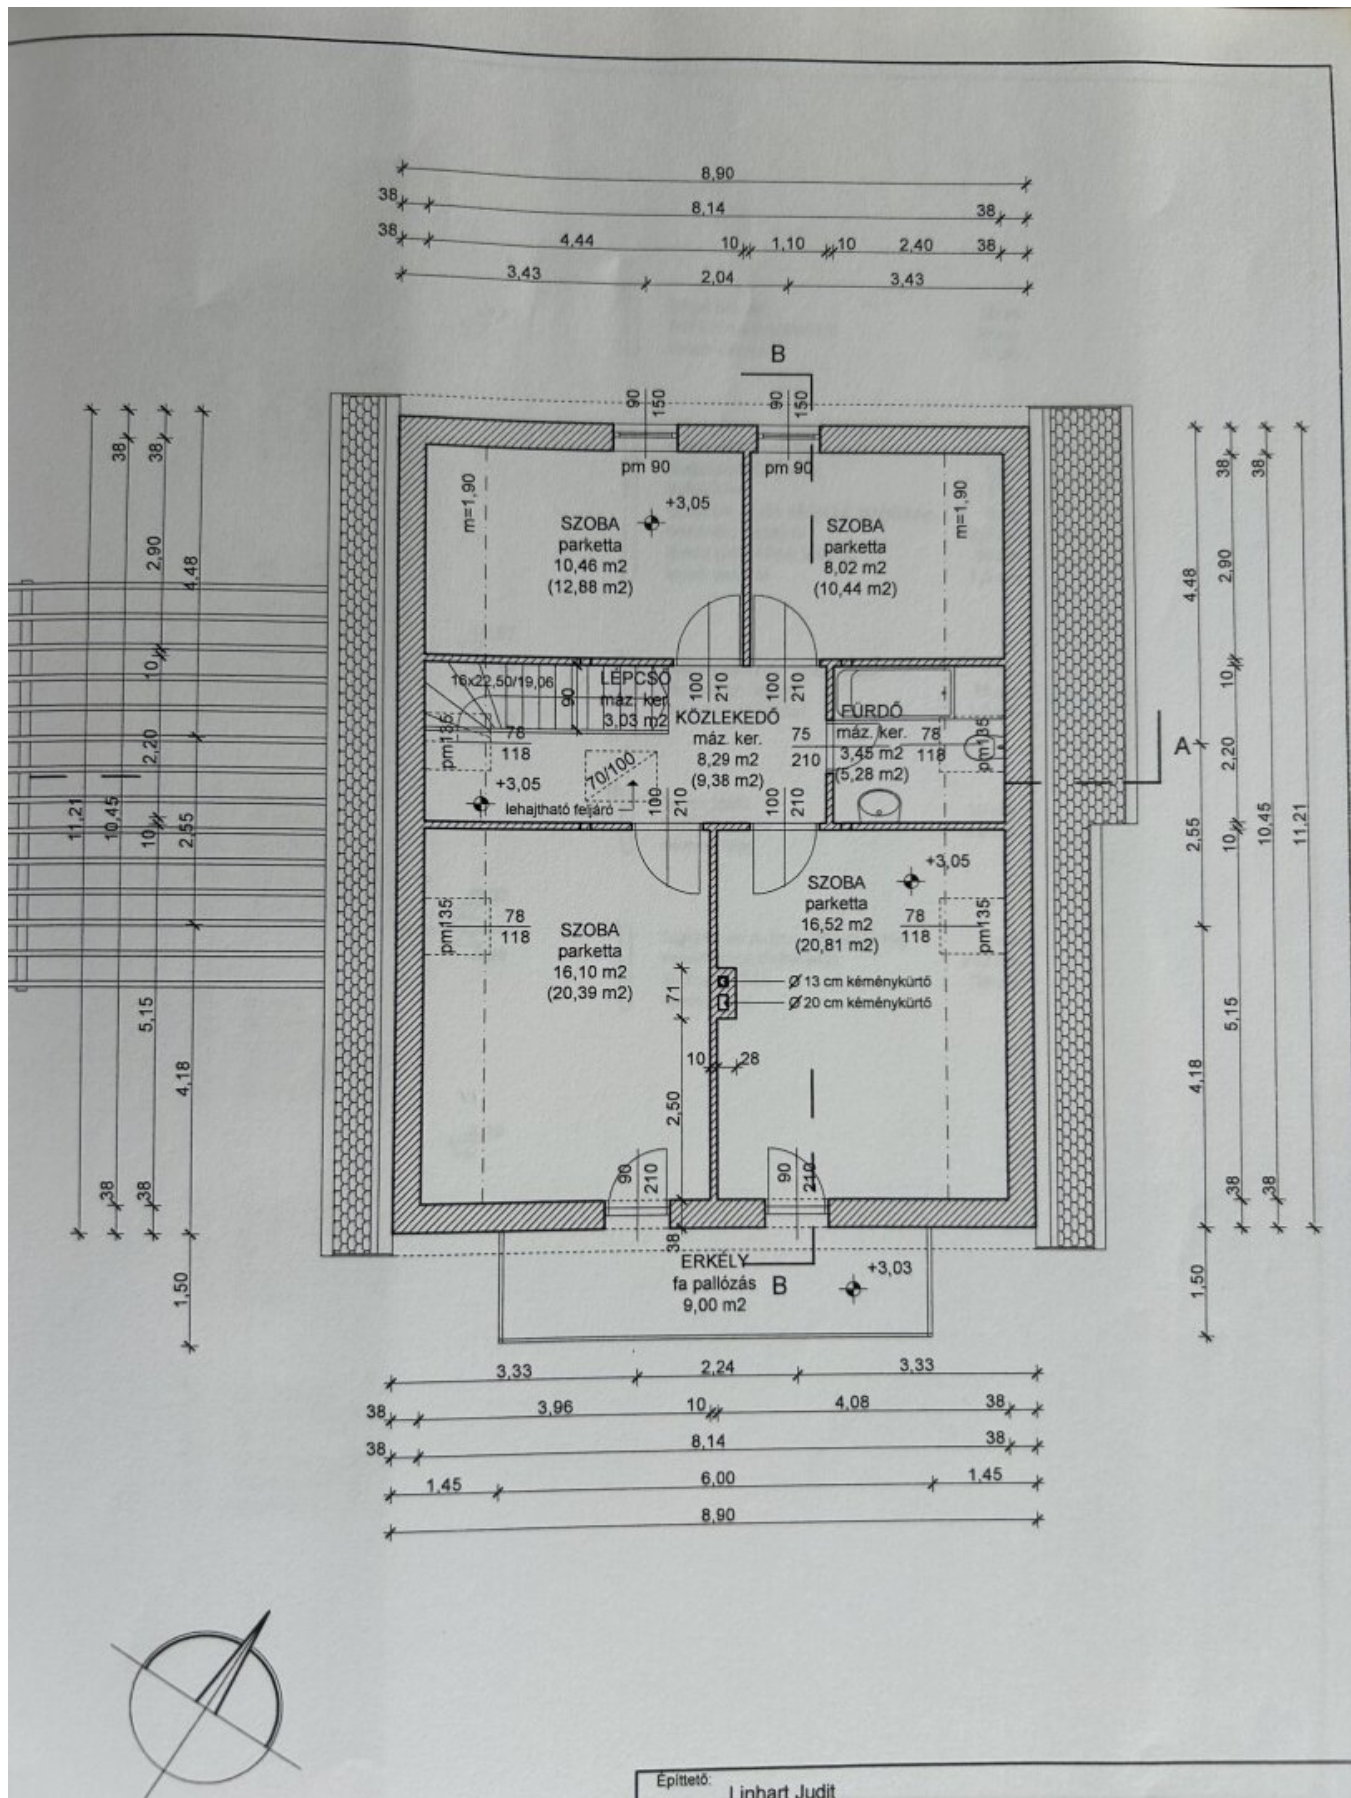 8,90
38 8,14 38
38 4,44 10 1,10 10 2,40 38
3,43 2,04 3,43
B
90 150
90 150
pm 90
pm 90
m=1,90
m=1,90
+3,05
SZOBA
parketta
10,46 m2
(12,88 m2)
SZOBA
parketta
8,02 m2
(10,44 m2)
16x22,50/19,06
90
LÉPCSŐ
máz. ker.
3,03 m2
100 210
100 210
KÖZLEKEDŐ
máz. ker.
8,29 m2
(9,38 m2)
75
210
FÜRDŐ
máz. ker.
3,45 m2
(5,28 m2)
78
118
pm135
pm135
78
118
+3,05
70/100
lehajtható feljáró
100 210
100 210
A
SZOBA
parketta
16,10 m2
(20,39 m2)
78
118
pm135
SZOBA
parketta
16,52 m2
(20,81 m2)
+3,05
78
118
pm135
Ø 13 cm kéménykürtő
Ø 20 cm kéménykürtő
71
10 28
2,50
90 210
90 210
38
ERKÉLY
fa pallózás
9,00 m2
B
+3,03
11,21
38 10,45 38
38 2,90 10 2,20 10 5,15 38
4,48 2,55 4,18 1,50
4,48 2,55 4,18 1,50
38 2,90 10 2,20 10 5,15 38
38 10,45 38
11,21
3,33 2,24 3,33
38 3,96 10 4,08 38
38 8,14 38
1,45 6,00 1,45
8,90
Építtető:
Linhart Judit